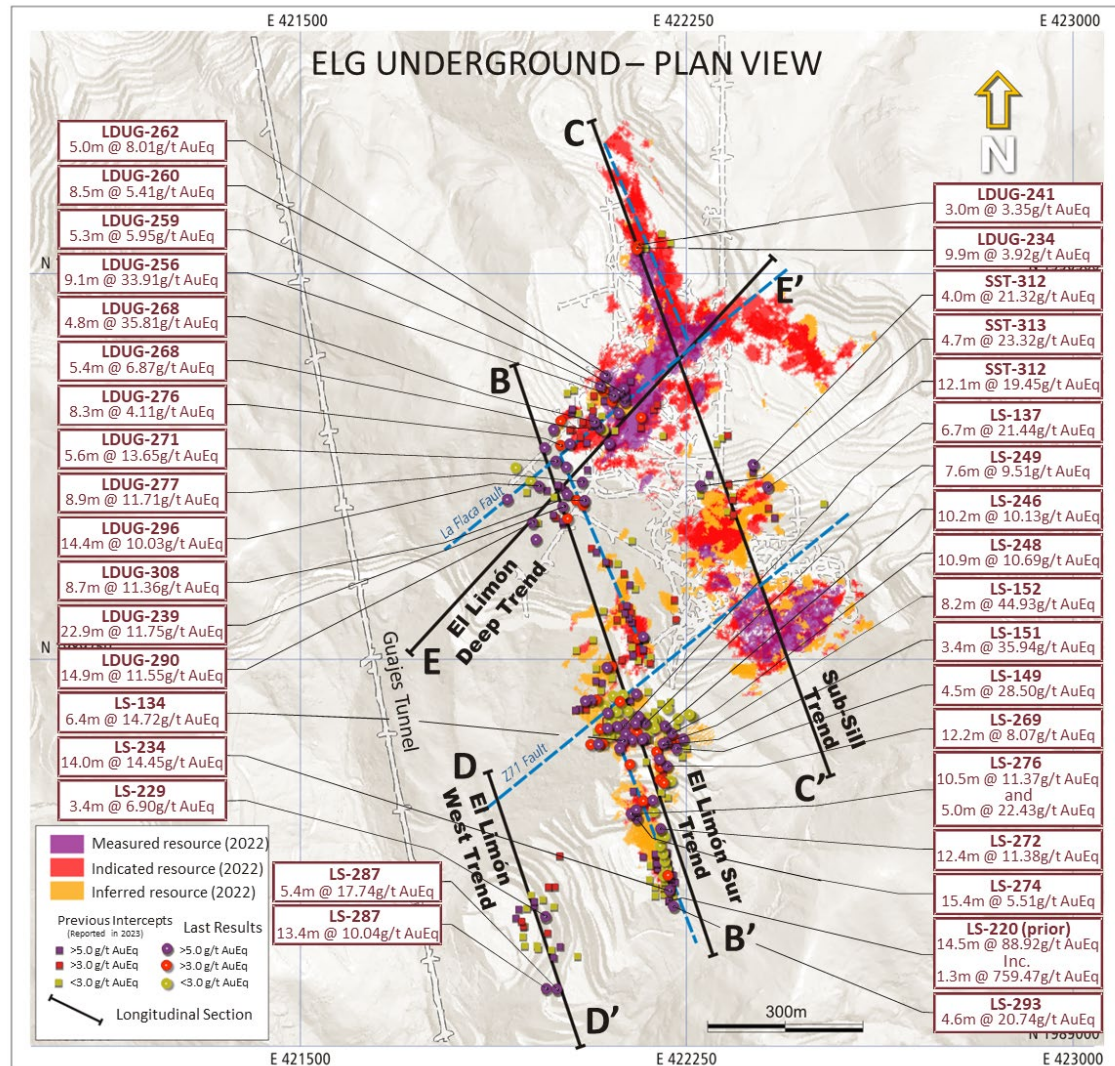 E 421500
E 422250
E 423000
ELG UNDERGROUND – PLAN VIEW
N
LDUG-262
5.0m @ 8.01g/t AuEq
LDUG-260
8.5m @ 5.41g/t AuEq
LDUG-259
5.3m @ 5.95g/t AuEq
LDUG-256
9.1m @ 33.91g/t AuEq
LDUG-268
4.8m @ 35.81g/t AuEq
LDUG-268
5.4m @ 6.87g/t AuEq
LDUG-276
8.3m @ 4.11g/t AuEq
LDUG-271
5.6m @ 13.65g/t AuEq
LDUG-277
8.9m @ 11.71g/t AuEq
LDUG-296
14.4m @ 10.03g/t AuEq
LDUG-308
8.7m @ 11.36g/t AuEq
LDUG-239
22.9m @ 11.75g/t AuEq
LDUG-290
14.9m @ 11.55g/t AuEq
LS-134
6.4m @ 14.72g/t AuEq
LS-234
14.0m @ 14.45g/t AuEq
LS-229
3.4m @ 6.90g/t AuEq
LS-287
5.4m @ 17.74g/t AuEq
LS-287
13.4m @ 10.04g/t AuEq
N
N
C
E'
B
La Flaca Fault
El Limón
Deep Trend
E
Guajes Tunnel
Z71 Fault
D
El Limón
West Trend
D'
El Limón Sur
Trend
B'
Sub-Sill
Trend
C'
LDUG-241
3.0m @ 3.35g/t AuEq
LDUG-234
9.9m @ 3.92g/t AuEq
SST-312
4.0m @ 21.32g/t AuEq
SST-313
4.7m @ 23.32g/t AuEq
SST-312
12.1m @ 19.45g/t AuEq
LS-137
6.7m @ 21.44g/t AuEq
LS-249
7.6m @ 9.51g/t AuEq
LS-246
10.2m @ 10.13g/t AuEq
LS-248
10.9m @ 10.69g/t AuEq
LS-152
8.2m @ 44.93g/t AuEq
LS-151
3.4m @ 35.94g/t AuEq
LS-149
4.5m @ 28.50g/t AuEq
LS-269
12.2m @ 8.07g/t AuEq
LS-276
10.5m @ 11.37g/t AuEq
and
5.0m @ 22.43g/t AuEq
LS-272
12.4m @ 11.38g/t AuEq
LS-274
15.4m @ 5.51g/t AuEq
LS-220 (prior)
14.5m @ 88.92g/t AuEq
Inc.
1.3m @ 759.47g/t AuEq
LS-293
4.6m @ 20.74g/t AuEq
N 1989000
Measured resource (2022)
Indicated resource (2022)
Inferred resource (2022)
Previous Intercepts
(Reported in 2023)
Last Results
>5.0 g/t AuEq
>5.0 g/t AuEq
>3.0 g/t AuEq
>3.0 g/t AuEq
<3.0 g/t AuEq
<3.0 g/t AuEq
Longitudinal Section
300m
E 421500
E 422250
E 423000